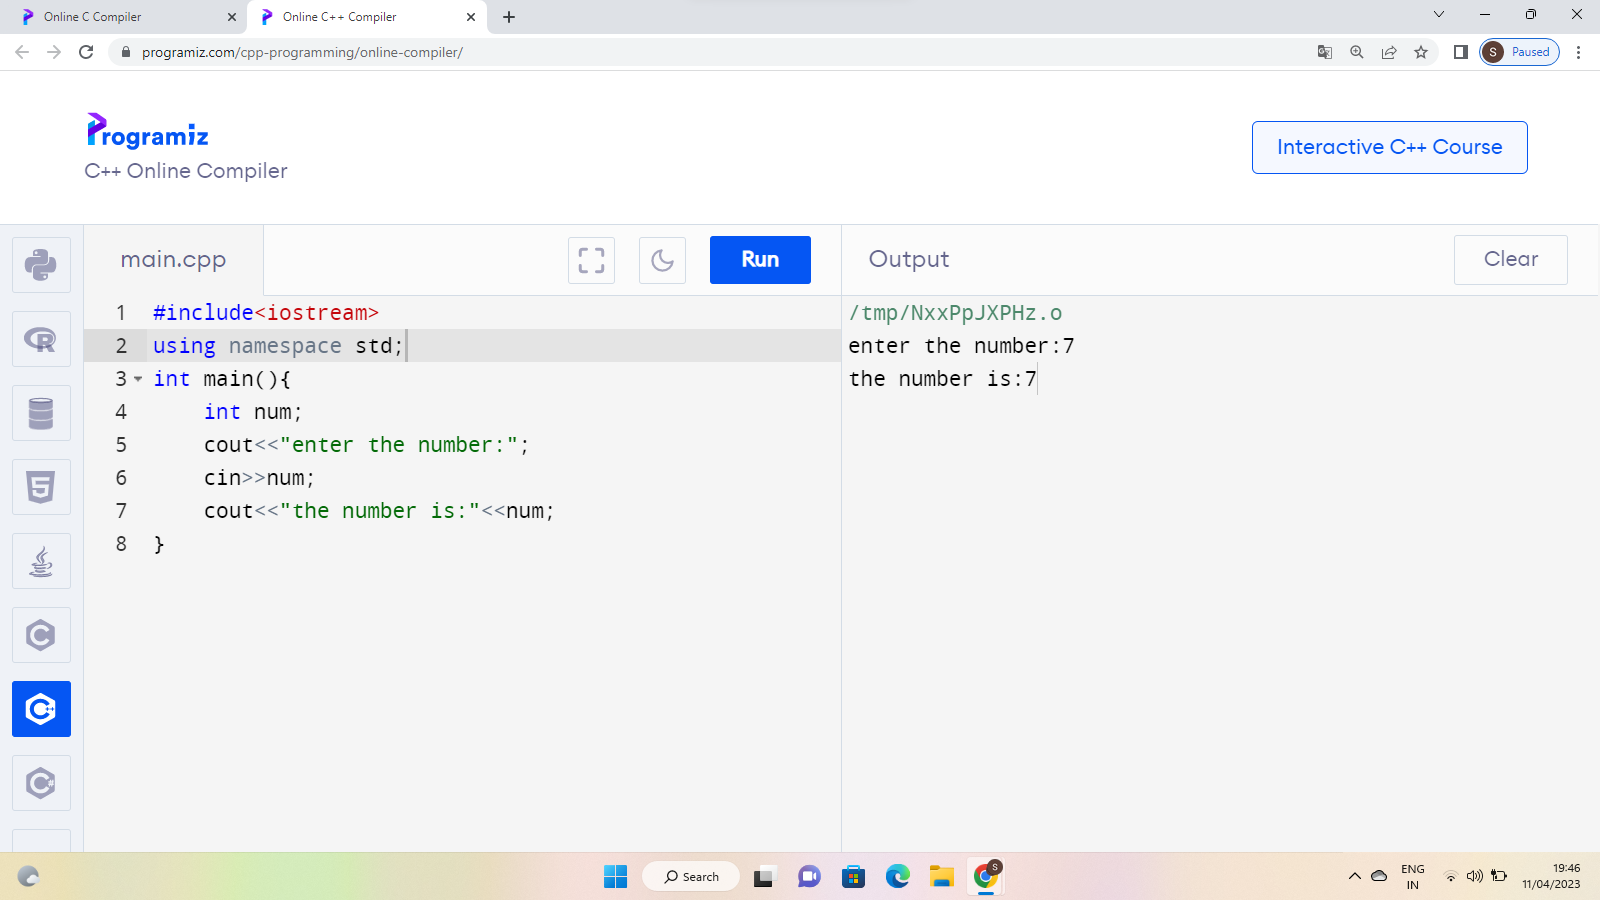 Online C Compiler
Online C++ Compiler
programiz.com/cpp-programming/online-compiler/
S
Paused
Programiz
C++ Online Compiler
Interactive C++ Course
main.cpp
Run
Output
Clear
1 #include<iostream>
2 using namespace std;
3 int main(){
4     int num;
5     cout<<"enter the number:";
6     cin>>num;
7     cout<<"the number is:"<<num;
8 }
/tmp/NxxPpJXPHz.o
enter the number:7
the number is:7
Search
S
ENG
IN
19:46
11/04/2023